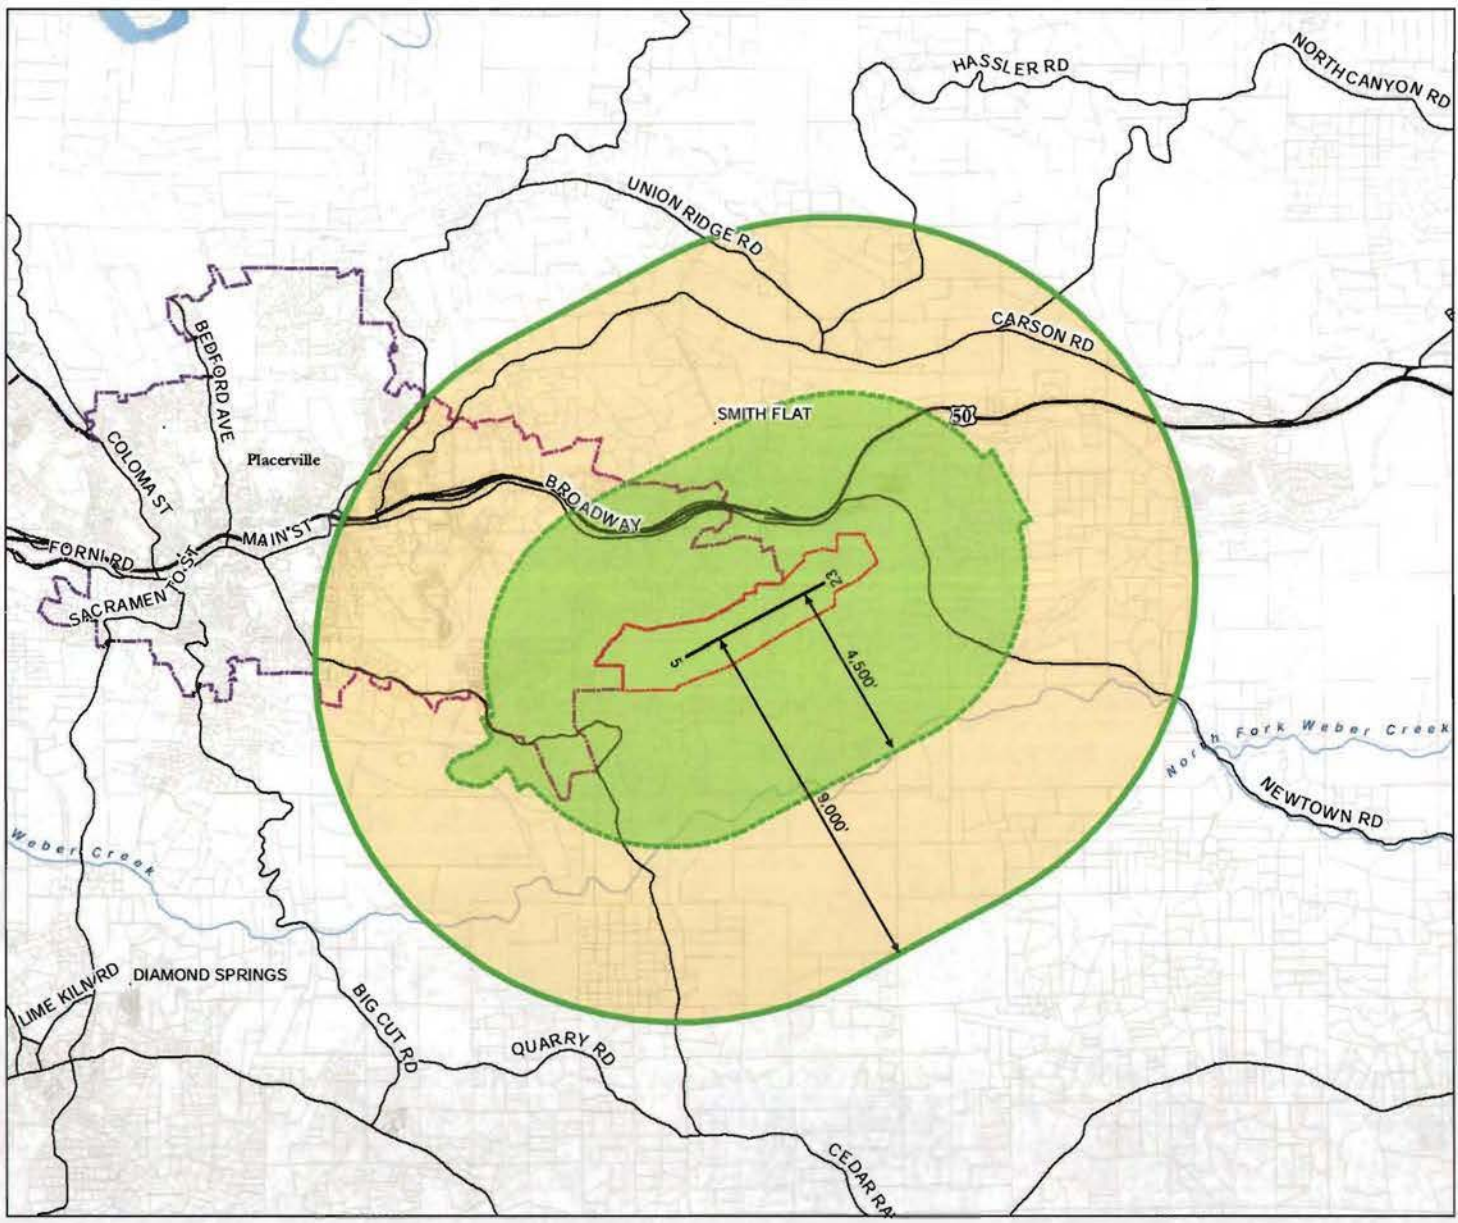 HASSLER RD
NORTH CANYON RD
UNION RIDGE RD
CARSON RD
BEDFORD AVE
SMITH FLAT
50
COLOMA ST
Placerville
BROADWAY
MAIN ST
FORNI RD
SACRAMENTO ST
23
5
4,500'
9,000'
North Fork Weber Creek
NEWTOWN RD
Weber Creek
LIME KILN RD
DIAMOND SPRINGS
BIG CUT RD
QUARRY RD
CEDAR RA